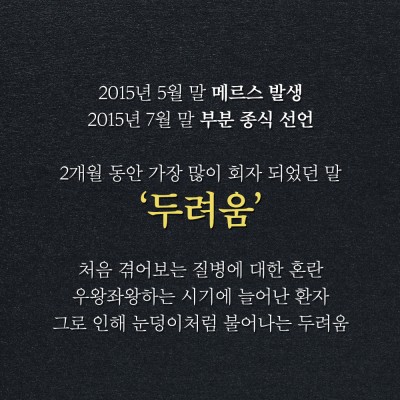 2015년 5월 말 메르스 발생
2015년 7월 말 부분 종식 선언
2개월 동안 가장 많이 회자 되었던 말
‘두려움’
처음 겪어보는 질병에 대한 혼란
우왕좌왕하는 시기에 늘어난 환자
그로 인해 눈덩이처럼 불어나는 두려움